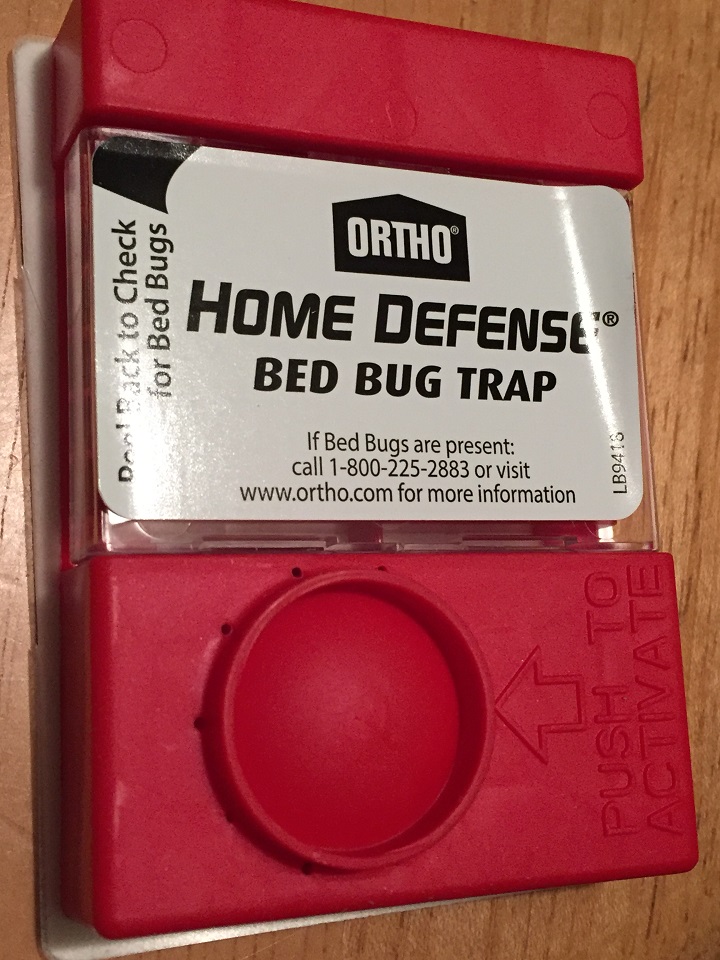 ORTHO®
HOME DEFENSE®
BED BUG TRAP
If Bed Bugs are present:
call 1-800-225-2883 or visit
www.ortho.com for more information
Peel Back to Check
for Bed Bugs
LB9418
PUSH TO
ACTIVATE